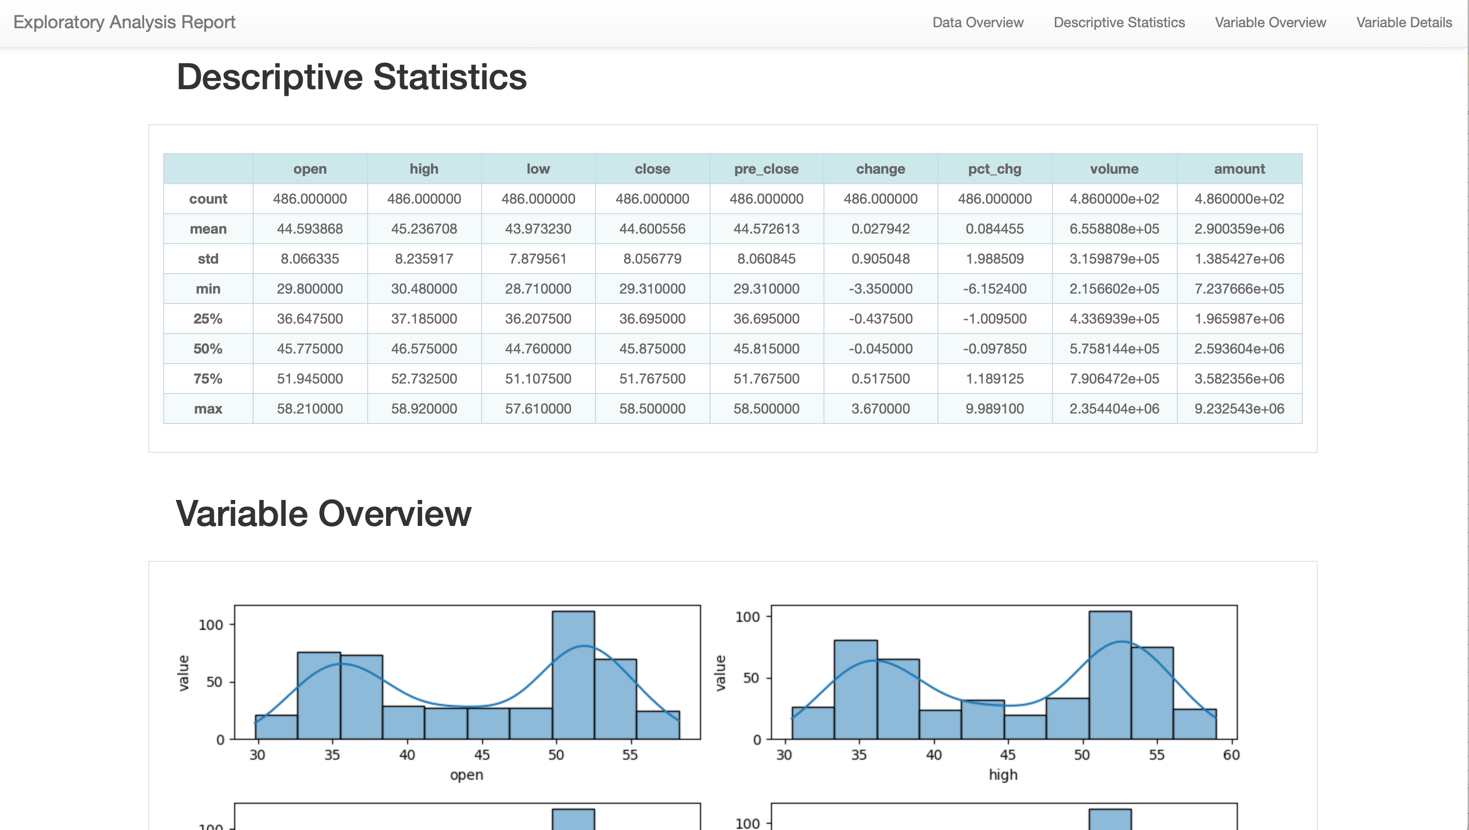 Exploratory Analysis Report Data Overview Descriptive Statistics Variable Overview Variable Details
Descriptive Statistics
open high low close pre_close change pct_chg volume amount
count 486.000000 486.000000 486.000000 486.000000 486.000000 486.000000 486.000000 4.860000e+02 4.860000e+02
mean 44.593868 45.236708 43.973230 44.600556 44.572613 0.027942 0.084455 6.558808e+05 2.900359e+06
std 8.066335 8.235917 7.879561 8.056779 8.060845 0.905048 1.988509 3.159879e+05 1.385427e+06
min 29.800000 30.480000 28.710000 29.310000 29.310000 -3.350000 -6.152400 2.156602e+05 7.237666e+05
25% 36.647500 37.185000 36.207500 36.695000 36.695000 -0.437500 -1.009500 4.336939e+05 1.965987e+06
50% 45.775000 46.575000 44.760000 45.875000 45.815000 -0.045000 -0.097850 5.758144e+05 2.593604e+06
75% 51.945000 52.732500 51.107500 51.767500 51.767500 0.517500 1.189125 7.906472e+05 3.582356e+06
max 58.210000 58.920000 57.610000 58.500000 58.500000 3.670000 9.989100 2.354404e+06 9.232543e+06
Variable Overview
100
50
0
value
30 35 40 45 50 55
open
100
50
0
value
30 35 40 45 50 55 60
high
100
100